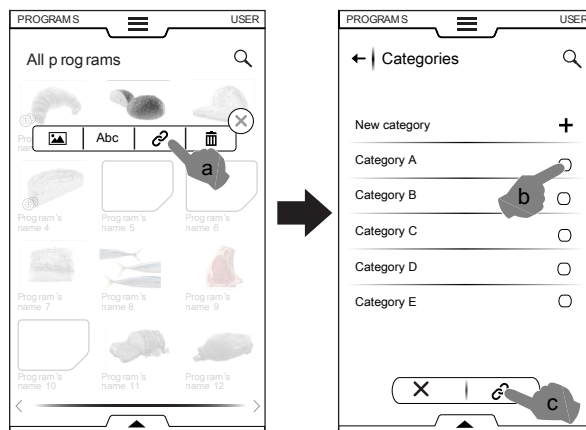 PROGRAMS USER
All programs
Abc
a
Program's name 4
Program's name 5
Program's name 6
Program's name 7
Program's name 8
Program's name 9
Program's name 10
Program's name 11
Program's name 12
PROGRAMS USER
Categories
New category
Category A
b
Category B
Category C
Category D
Category E
c